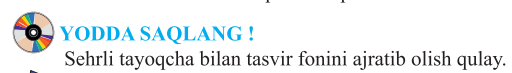 YODDA SAQLANG !
Sehrli tayoqcha bilan tasvir fonini ajratib olish qulay.